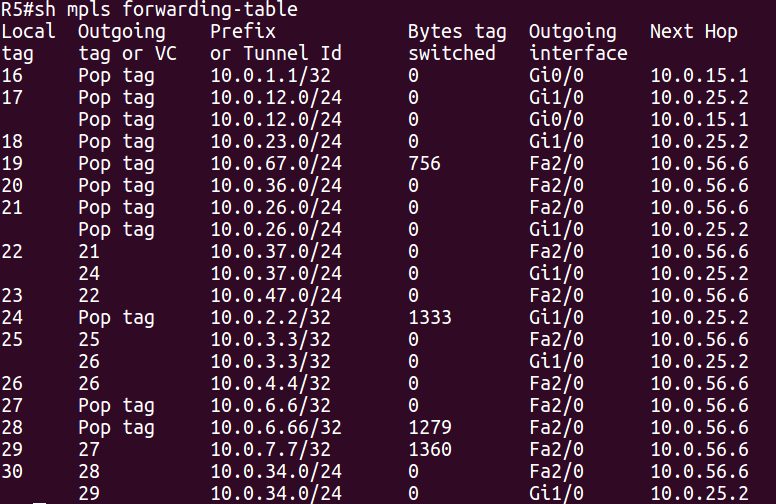 R5#sh mpls forwarding-table
Local  Outgoing    Prefix            Bytes tag  Outgoing   Next Hop
tag    tag or VC   or Tunnel Id      switched   interface
16     Pop tag     10.0.1.1/32       0          Gi0/0      10.0.15.1
17     Pop tag     10.0.12.0/24      0          Gi1/0      10.0.25.2
       Pop tag     10.0.12.0/24      0          Gi0/0      10.0.15.1
18     Pop tag     10.0.23.0/24      0          Gi1/0      10.0.25.2
19     Pop tag     10.0.67.0/24      756        Fa2/0      10.0.56.6
20     Pop tag     10.0.36.0/24      0          Fa2/0      10.0.56.6
21     Pop tag     10.0.26.0/24      0          Fa2/0      10.0.56.6
       Pop tag     10.0.26.0/24      0          Gi1/0      10.0.25.2
22     21          10.0.37.0/24      0          Fa2/0      10.0.56.6
       24          10.0.37.0/24      0          Gi1/0      10.0.25.2
23     22          10.0.47.0/24      0          Fa2/0      10.0.56.6
24     Pop tag     10.0.2.2/32       1333       Gi1/0      10.0.25.2
25     25          10.0.3.3/32       0          Fa2/0      10.0.56.6
       26          10.0.3.3/32       0          Gi1/0      10.0.25.2
26     26          10.0.4.4/32       0          Fa2/0      10.0.56.6
27     Pop tag     10.0.6.6/32       0          Fa2/0      10.0.56.6
28     Pop tag     10.0.6.66/32      1279       Fa2/0      10.0.56.6
29     27          10.0.7.7/32       1360       Fa2/0      10.0.56.6
30     28          10.0.34.0/24      0          Fa2/0      10.0.56.6
       29          10.0.34.0/24      0          Gi1/0      10.0.25.2